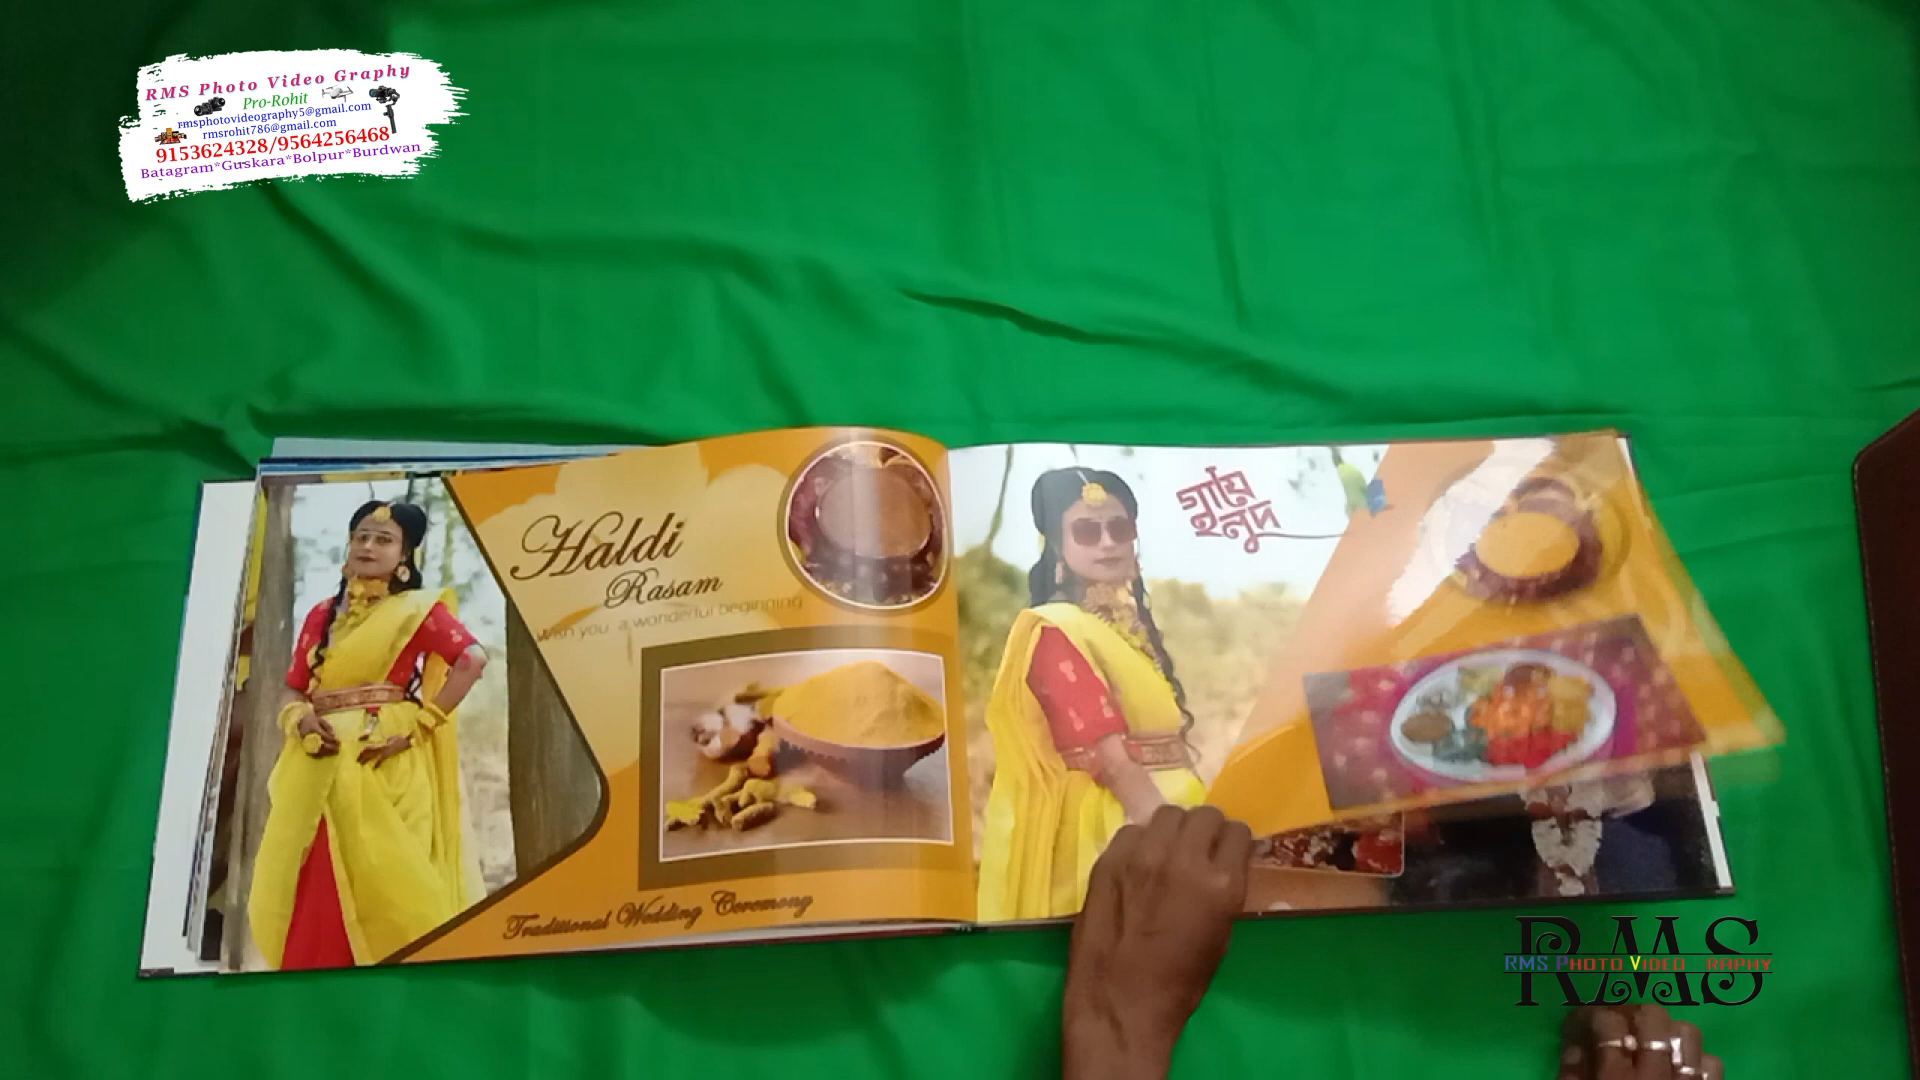 RMS Photo Video Graphy
Pro-Rohit
rmsphotovideography5@gmail.com
rmsrohit786@gmail.com
9153624328/9564256468
Batagram*Guskara*Bolpur*Burdwan
Haldi
Rasam
Wish you a wonderful beginning
Traditional Wedding Ceremony
গায়ে
হলুদ
RMS
RMS PHOTO VIDEO RAPHY